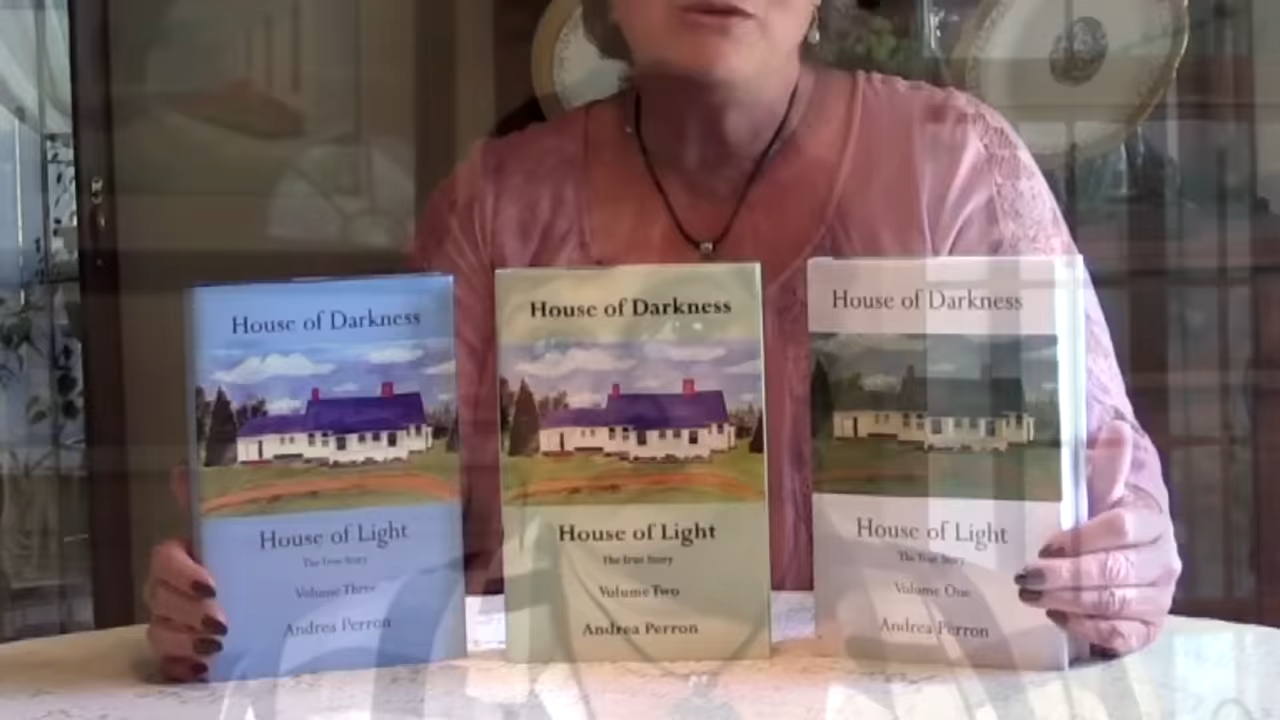 House of Darkness
House of Light
The True Story
Volume Three
Andrea Perron
House of Darkness
House of Light
The True Story
Volume Two
Andrea Perron
House of Darkness
House of Light
The True Story
Volume One
Andrea Perron